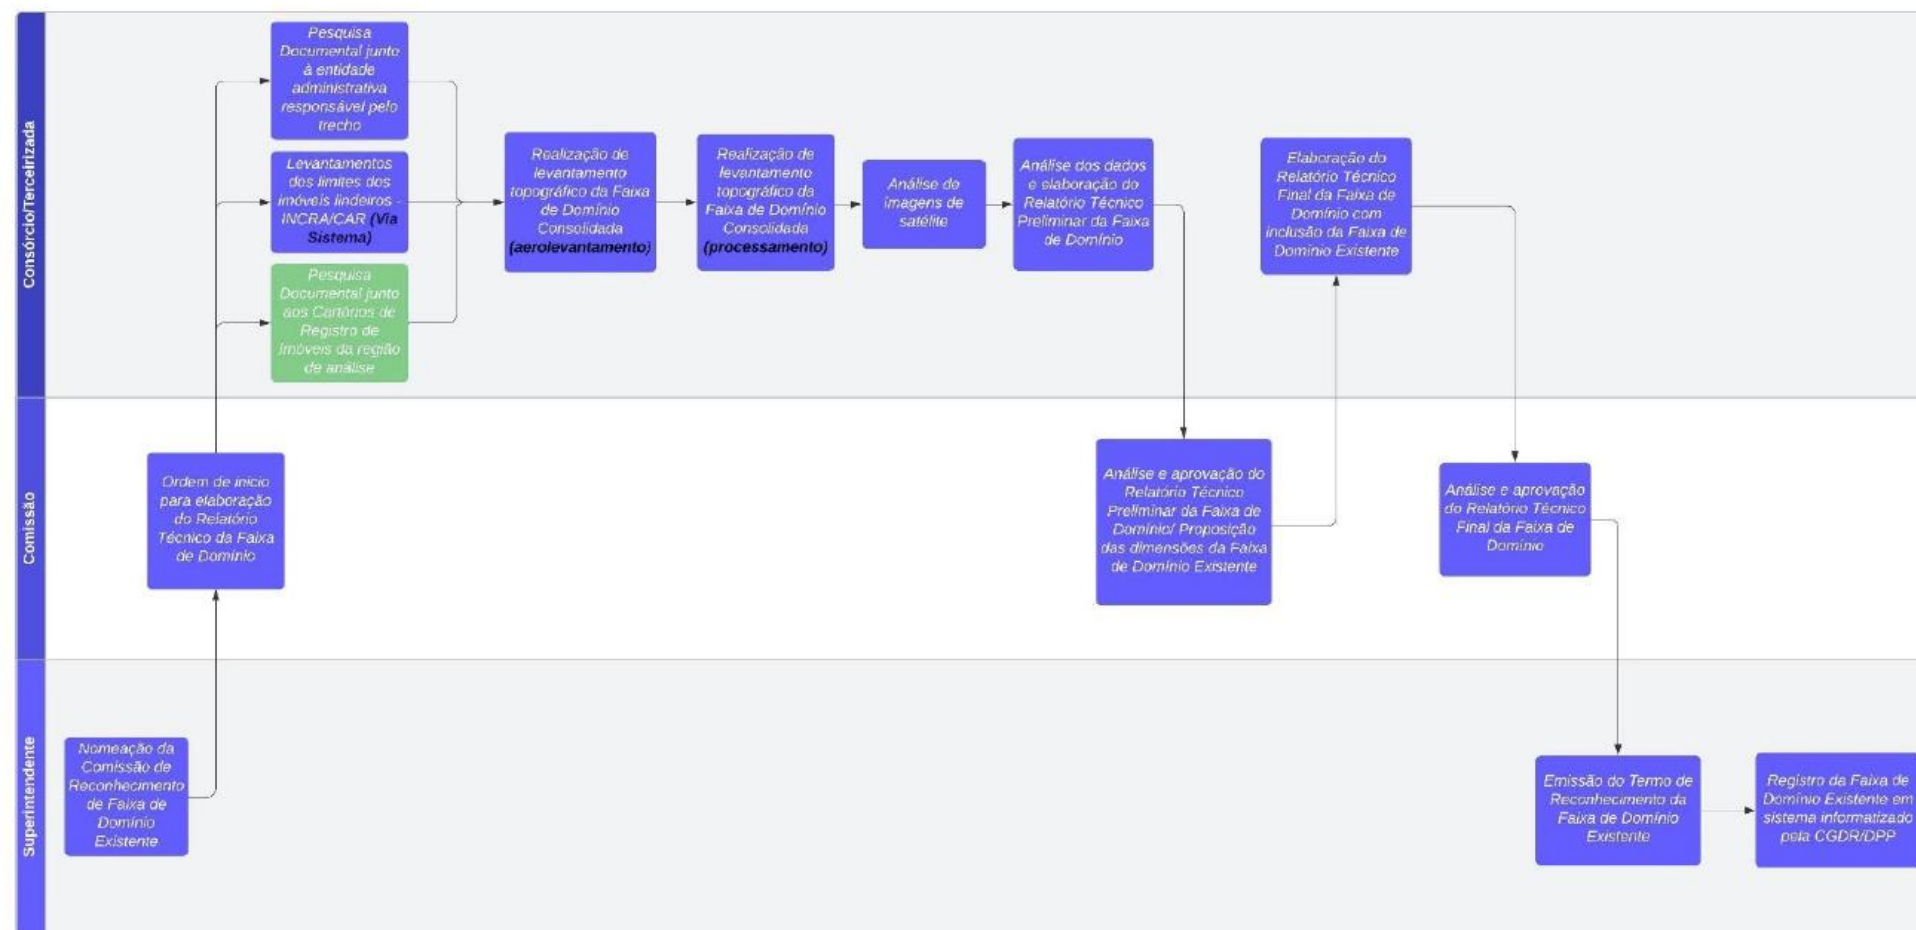 Consórcio/Terceirizada
Pesquisa
Documental junto
à entidade
administrativa
responsável pelo
trecho
Levantamentos
dos limites dos
imóveis lindeiros -
INCRA/CAR (Via
Sistema)
Pesquisa
Documental junto
aos Cartórios de
Registro de
Imóveis da região
de análise
Realização de
levantamento
topográfico da Faixa
de Domínio
Consolidada
(aerolevantamento)
Realização de
levantamento
topográfico da
Faixa de Domínio
Consolidada
(processamento)
Análise de
imagens de
satélite
Análise dos dados
e elaboração do
Relatório Técnico
Preliminar da Faixa
de Domínio
Elaboração do
Relatório Técnico
Final da Faixa de
Domínio com
inclusão da Faixa de
Domínio Existente
Comissão
Ordem de início
para elaboração
do Relatório
Técnico da Faixa
de Domínio
Análise e aprovação do
Relatório Técnico
Preliminar da Faixa de
Domínio/ Proposição
das dimensões da Faixa
de Domínio Existente
Análise e aprovação
do Relatório Técnico
Final da Faixa de
Domínio
Superintendente
Nomeação da
Comissão de
Reconhecimento
de Faixa de
Domínio
Existente
Emissão do Termo de
Reconhecimento da
Faixa de Domínio
Existente
Registro da Faixa de
Domínio Existente em
sistema informatizado
pela CGDR/DPP